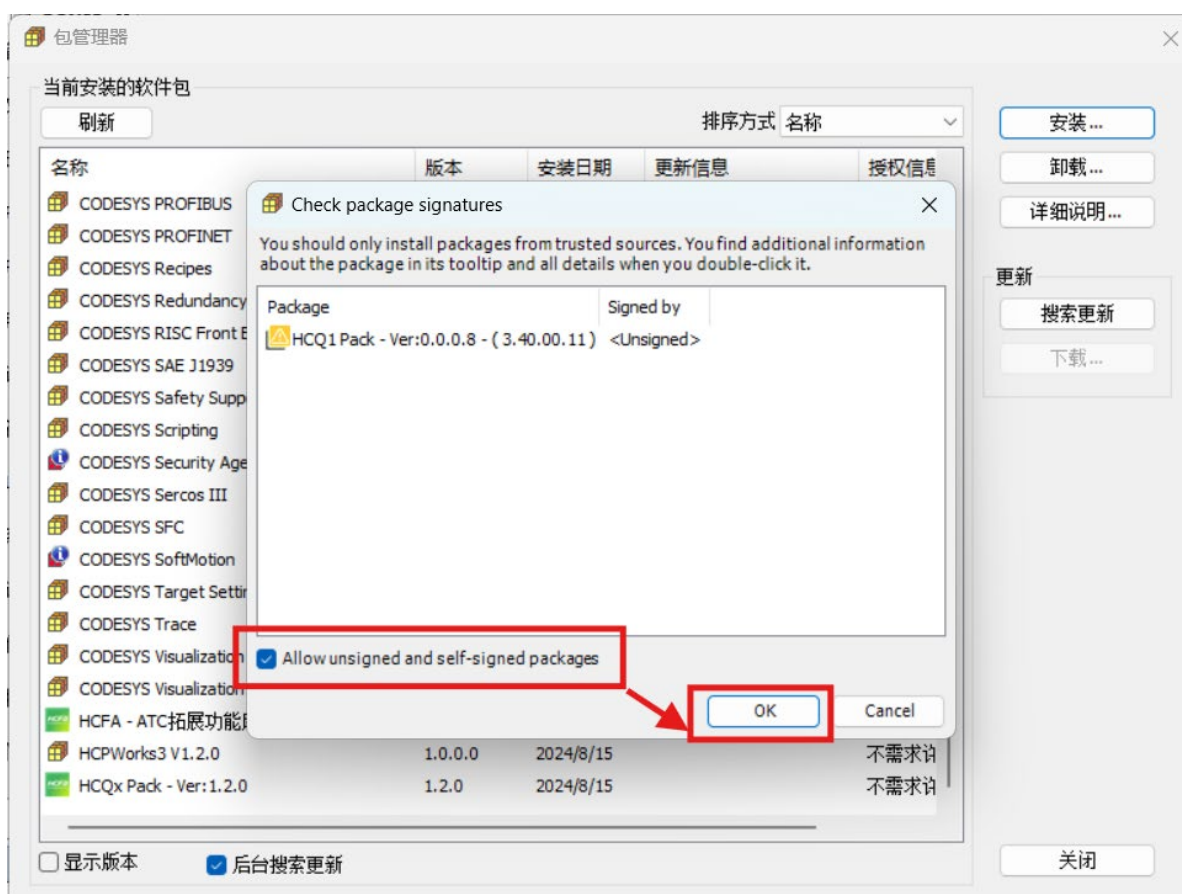 包管理器
当前安装的软件包
刷新
排序方式 名称
名称 版本 安装日期 更新信息 授权信息
CODESYS PROFIBUS
CODESYS PROFINET
CODESYS Recipes
CODESYS Redundancy
CODESYS RISC Front E
CODESYS SAE J1939
CODESYS Safety Supp
CODESYS Scripting
CODESYS Security Age
CODESYS Sercos III
CODESYS SFC
CODESYS SoftMotion
CODESYS Target Settin
CODESYS Trace
CODESYS Visualization
CODESYS Visualization
HCFA - ATC拓展功能
HCPWorks3 V1.2.0 1.0.0.0 2024/8/15 不需求许
HCQx Pack - Ver:1.2.0 1.2.0 2024/8/15 不需求许
显示版本
后台搜索更新
Check package signatures
You should only install packages from trusted sources. You find additional information
about the package in its tooltip and all details when you double-click it.
Package Signed by
HCQ1 Pack - Ver:0.0.0.8 - (3.40.00.11) <Unsigned>
Allow unsigned and self-signed packages
OK Cancel
安装...
卸载...
详细说明...
更新
搜索更新
下载...
关闭